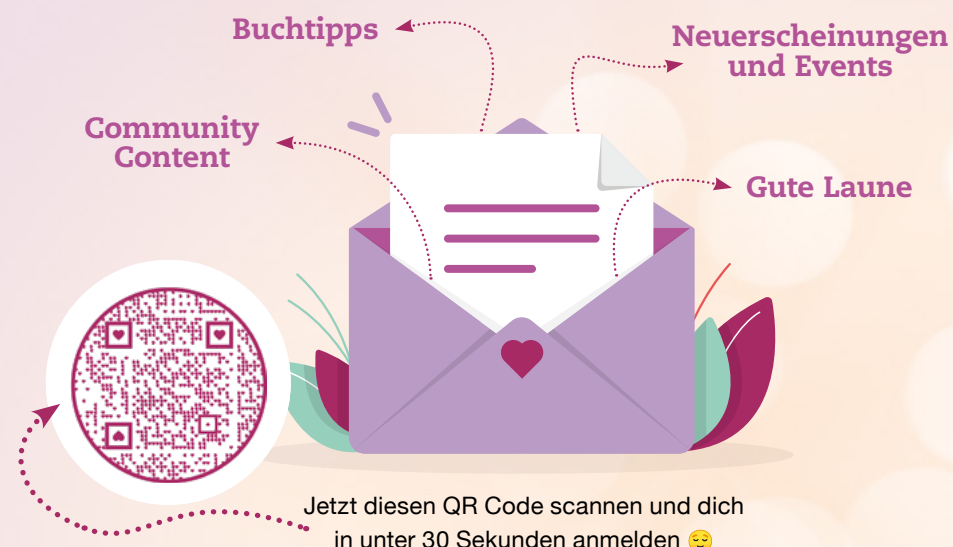 Buchtipps
Neuerscheinungen
und Events
Community
Content
Gute Laune
Jetzt diesen QR Code scannen und dich
in unter 30 Sekunden anmelden 😌